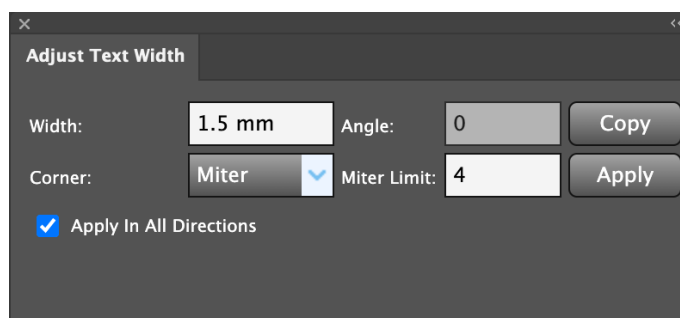 Adjust Text Width
Width: 1.5 mm Angle: 0 Copy
Corner: Miter Miter Limit: 4 Apply
Apply In All Directions